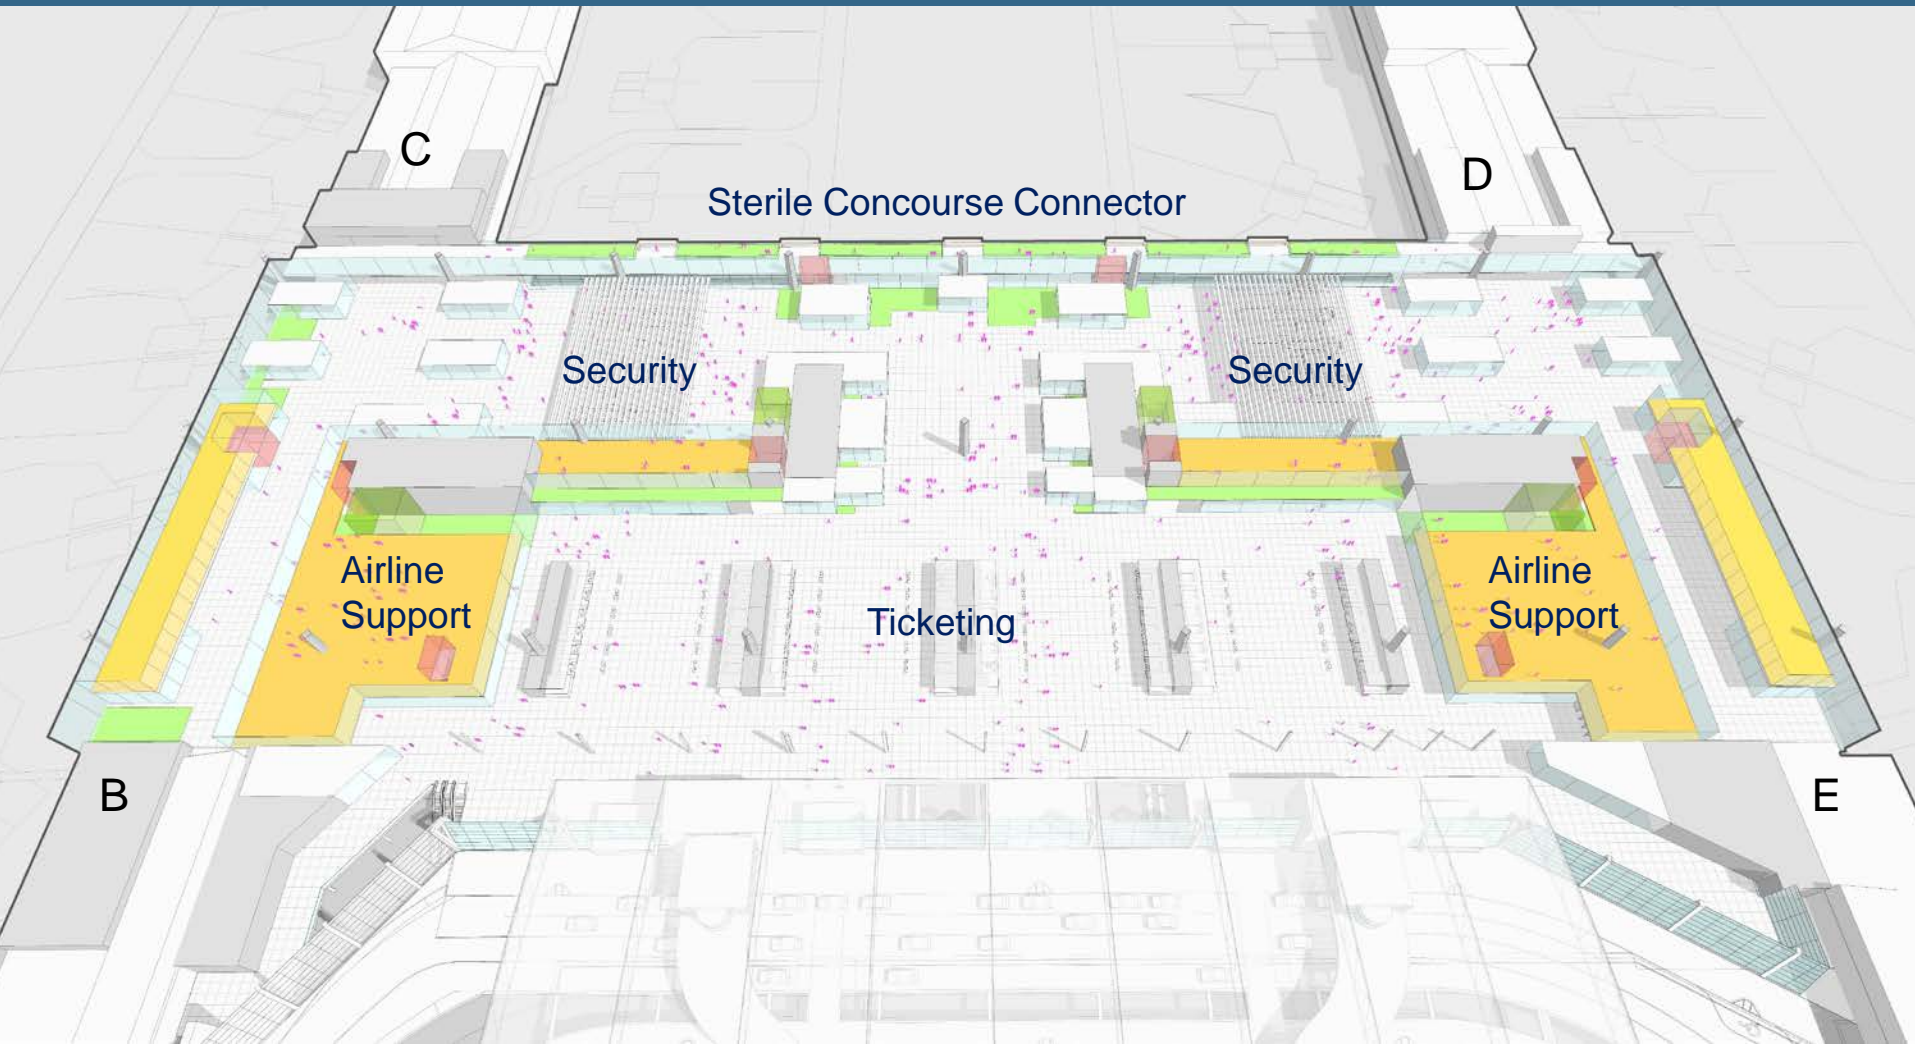 C
D
Sterile Concourse Connector
Security
Security
Airline
Support
Airline
Support
Ticketing
B
E